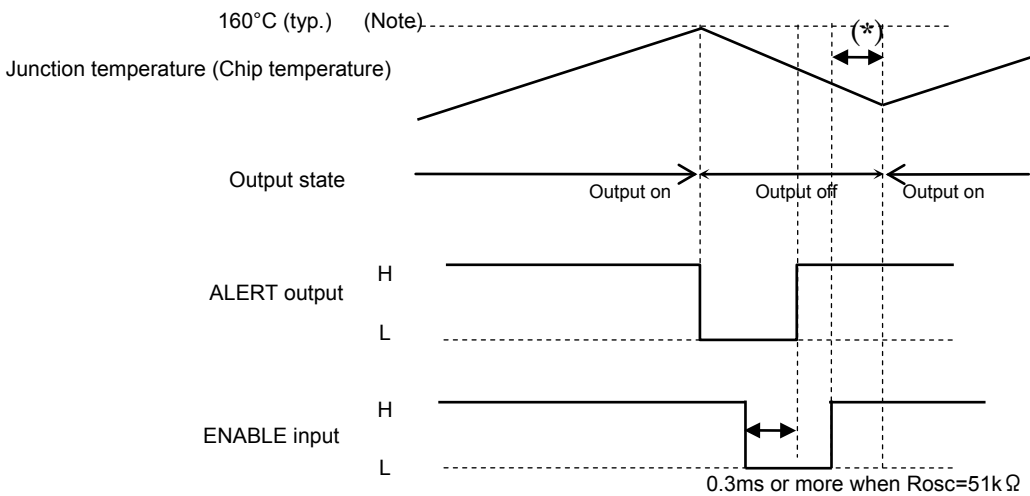 160°C (typ.) (Note)
(*)
Junction temperature (Chip temperature)
Output state
Output on
Output off
Output on
H
ALERT output
L
H
ENABLE input
L
0.3ms or more when Rosc=51kΩ